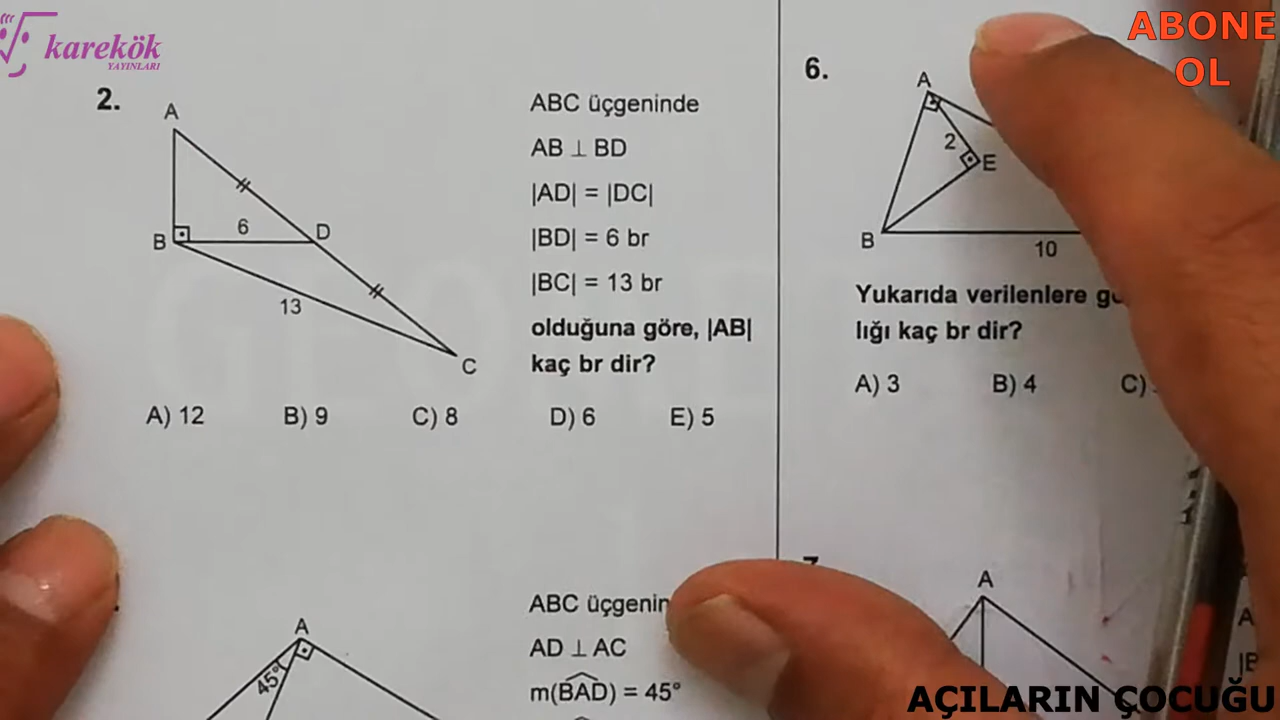 karekök
YAYINLARI
ABONE
OL
2.
A
B
6
D
13
C
ABC üçgeninde
AB ⊥ BD
|AD| = |DC|
|BD| = 6 br
|BC| = 13 br
olduğuna göre, |AB|
kaç br dir?
A) 12 B) 9 C) 8 D) 6 E) 5
6.
A
2
E
B
10
Yukarıda verilenlere
lığı kaç br dir?
A) 3 B) 4 C)
A
45°
ABC
AD ⊥ AC
m(BAD) = 45°
A
A
|B
AÇILARIN ÇOCUĞU